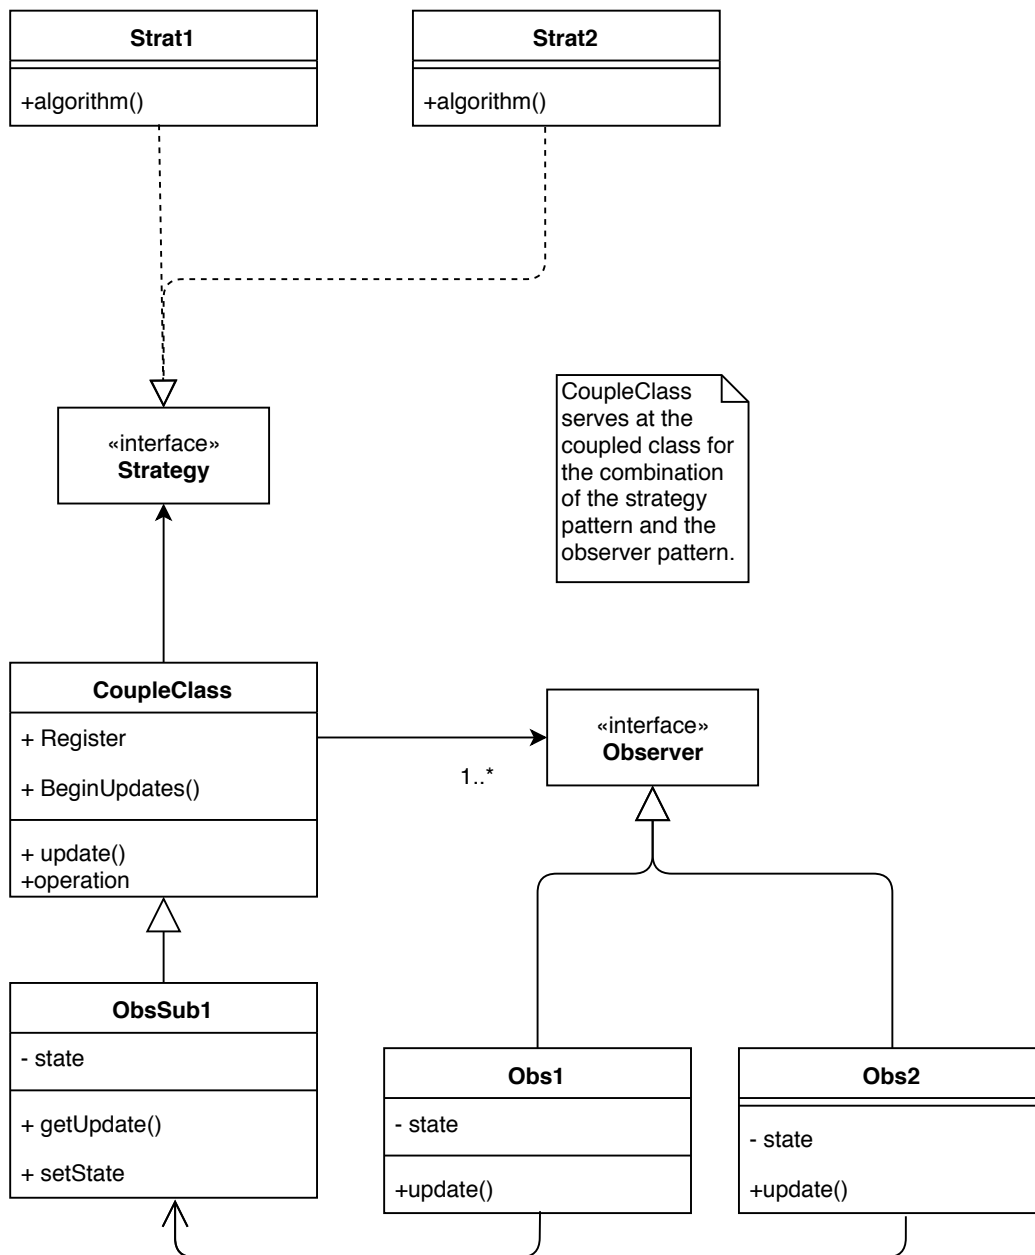 Strat1
+algorithm()
Strat2
+algorithm()
«interface»
Strategy
CoupleClass
serves at the
coupled class for
the combination
of the strategy
pattern and the
observer pattern.
CoupleClass
+ Register
+ BeginUpdates()
+ update()
+operation
1..*
«interface»
Observer
ObsSub1
- state
+ getUpdate()
+ setState
Obs1
- state
+update()
Obs2
- state
+update()